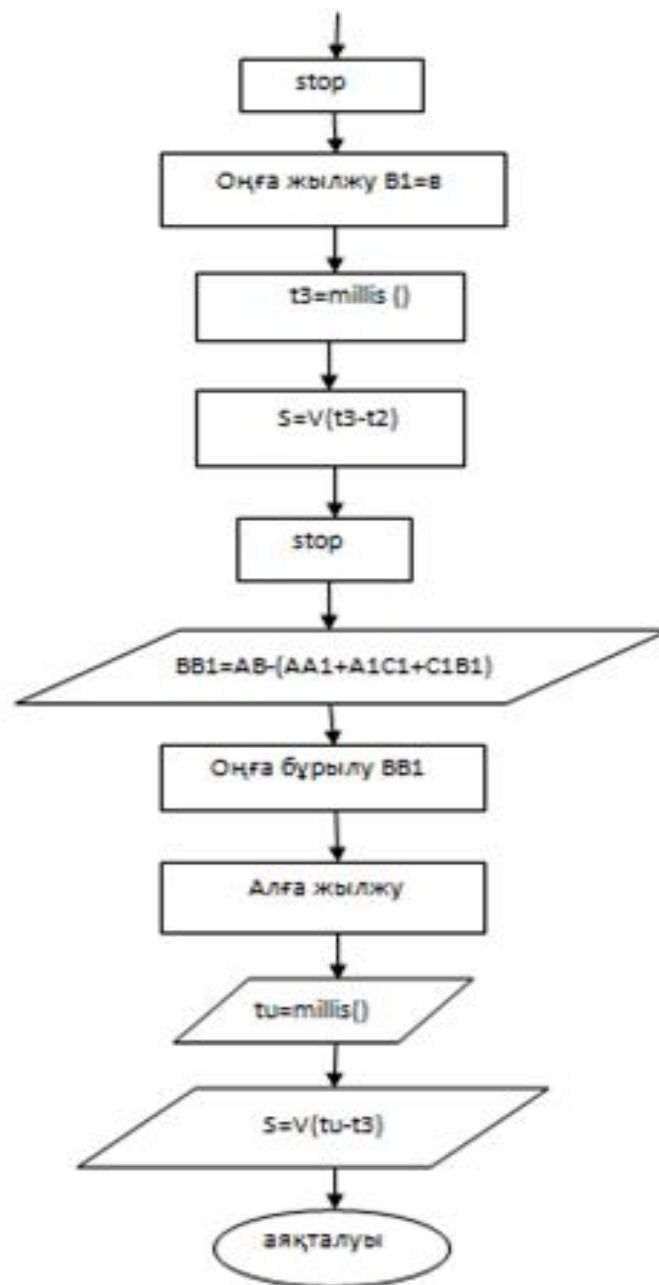 stop
Оңға жылжу B1=в
t3=millis ()
S=V(t3-t2)
stop
BB1=AB-(AA1+A1C1+C1B1)
Оңға бұрылу BB1
Алға жылжу
tu=millis()
S=V(tu-t3)
аяқталуы